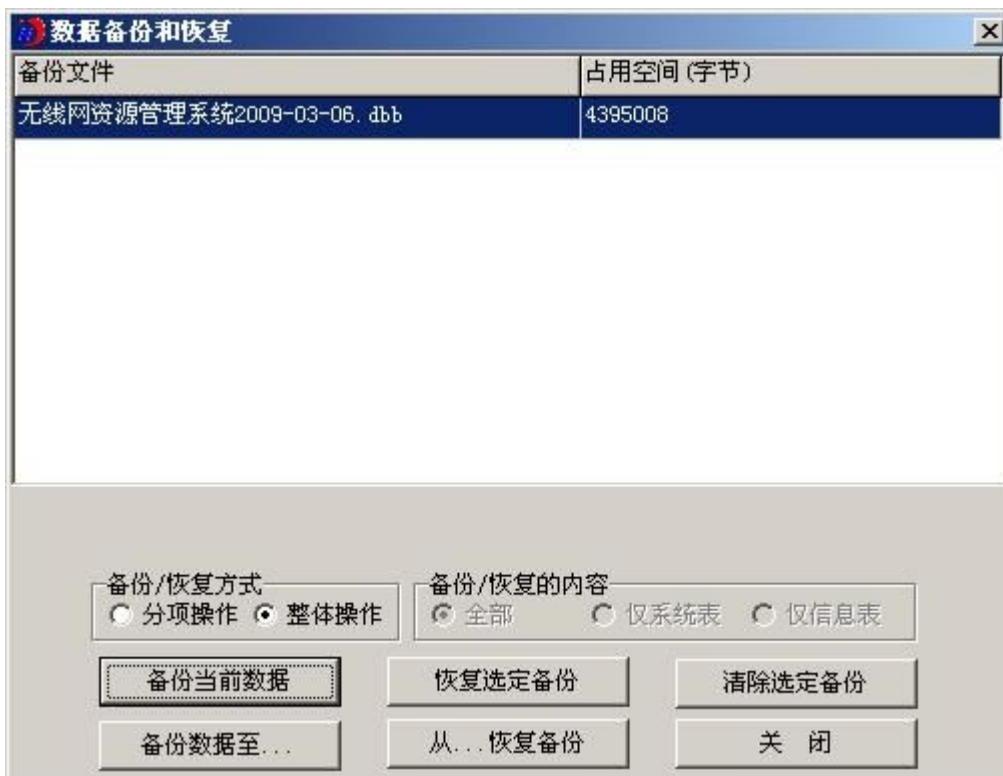 数据备份和恢复
备份文件 占用空间(字节)
无线网资源管理系统2009-03-06.dbb 4395008
备份/恢复方式 备份/恢复的内容
分项操作 整体操作 全部 仅系统表 仅信息表
备份当前数据 恢复选定备份 清除选定备份
备份数据至... 从...恢复备份 关 闭